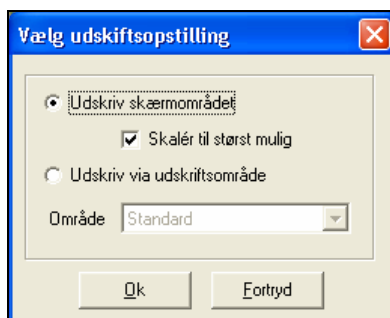 Vælg udskiftsopstilling
Udskriv skærmområdet
Skalér til størst mulig
Udskriv via udskriftsområde
Område Standard
Ok Fortryd